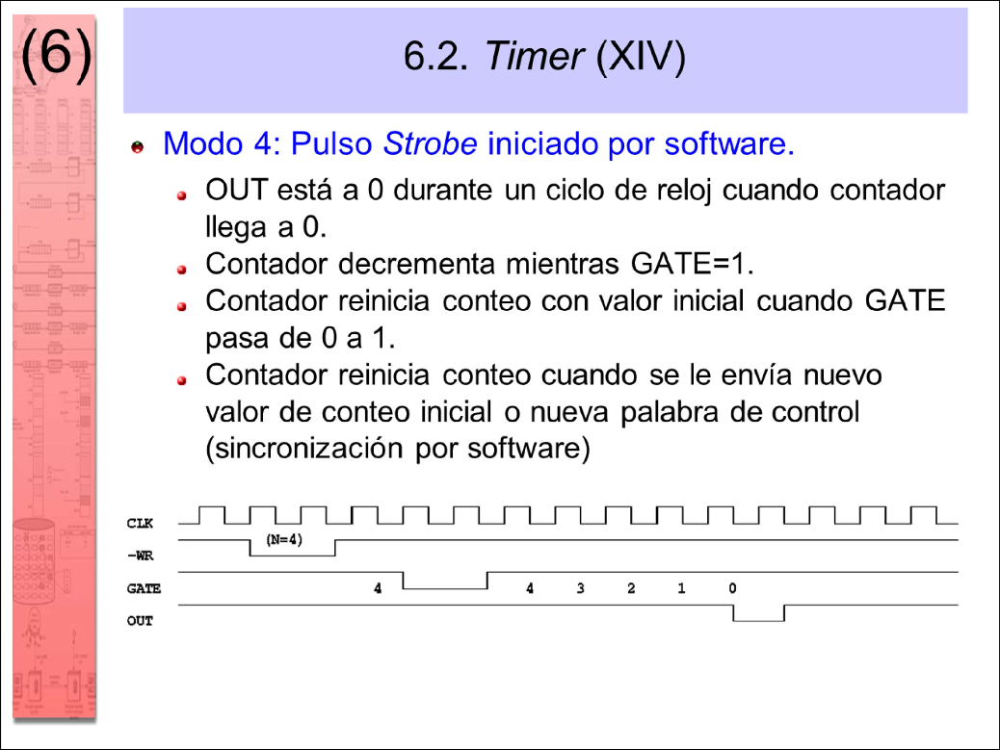 (6)
6.2. Timer (XIV)
Modo 4: Pulso Strobe iniciado por software.
OUT está a 0 durante un ciclo de reloj cuando contador
llega a 0.
Contador decrementa mientras GATE=1.
Contador reinicia conteo con valor inicial cuando GATE
pasa de 0 a 1.
Contador reinicia conteo cuando se le envía nuevo
valor de conteo inicial o nueva palabra de control
(sincronización por software)
CLK
(N=4)
-WR
GATE 4 4 3 2 1 0
OUT